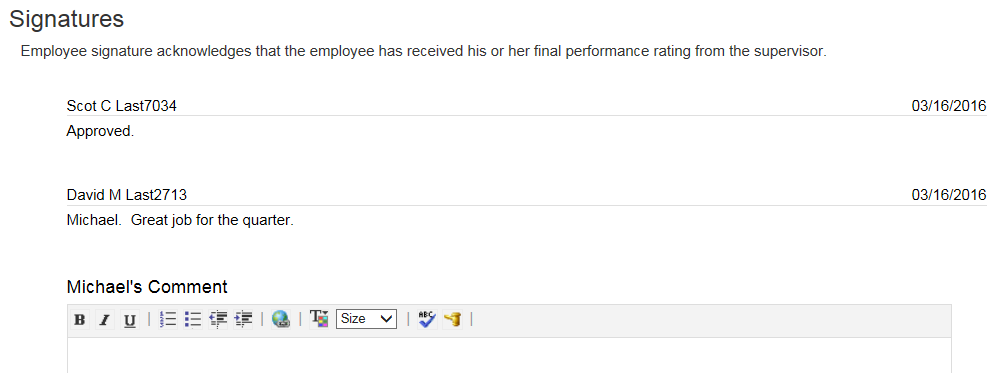 Signatures
Employee signature acknowledges that the employee has received his or her final performance rating from the supervisor.
Scot C Last7034 03/16/2016
Approved.
David M Last2713 03/16/2016
Michael.  Great job for the quarter.
Michael's Comment
B I U T Size ABC